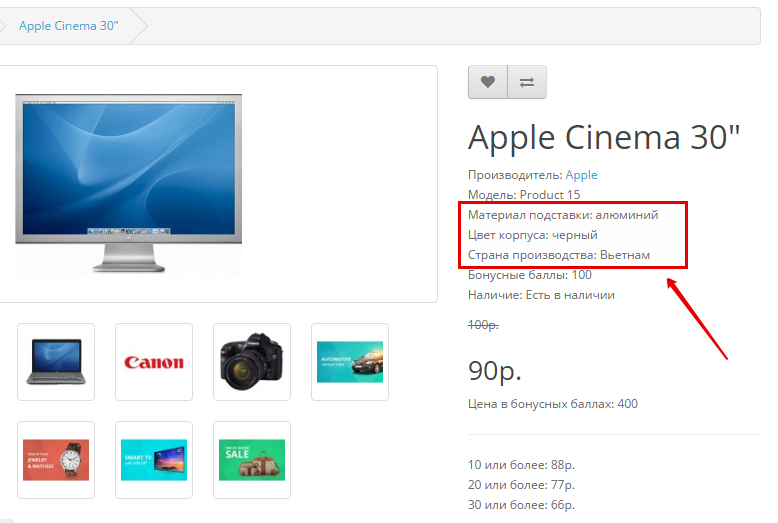 Apple Cinema 30"
Apple Cinema 30"
Производитель: Apple
Модель: Product 15
Материал подставки: алюминий
Цвет корпуса: черный
Страна производства: Вьетнам
Бонусные баллы: 100
Наличие: Есть в наличии
100р.
90р.
Цена в бонусных баллах: 400
10 или более: 88р.
20 или более: 77р.
30 или более: 66р.
Canon
AUTOMOTIVE
JEWELRY
& WATCHES
SMART TV
SALE